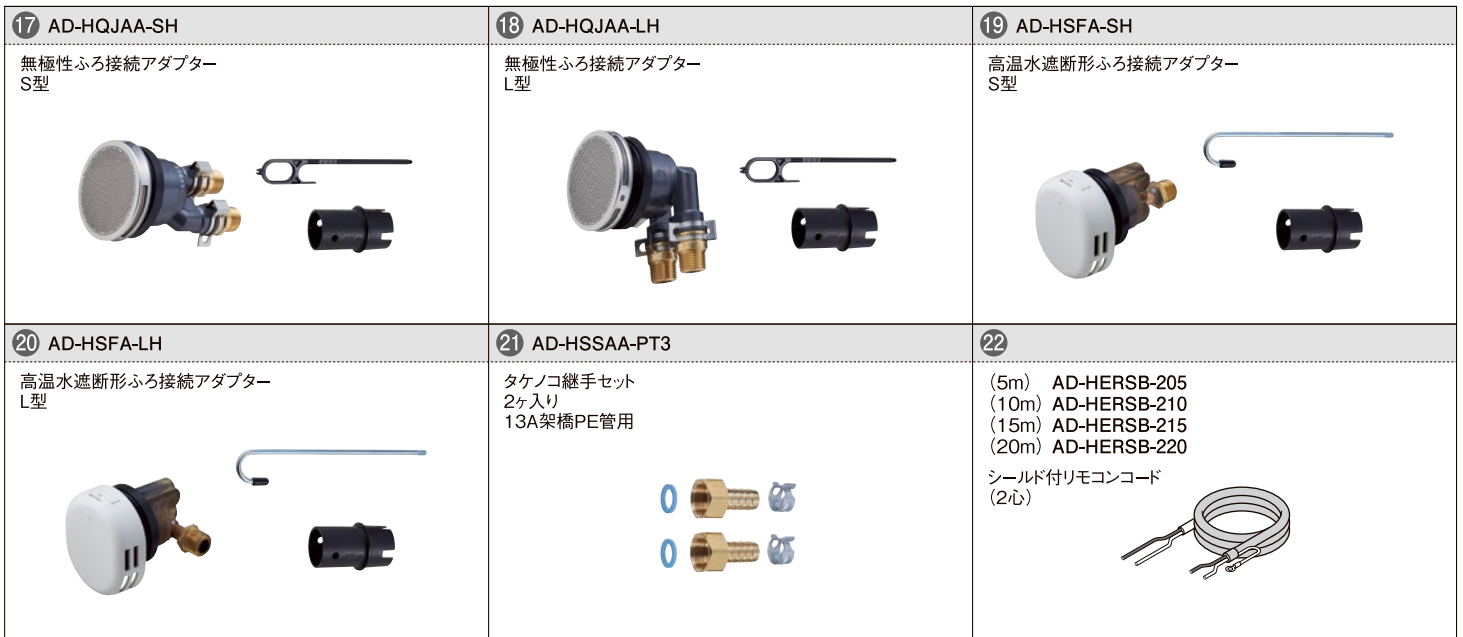 17 AD-HQJAA-SH
無極性ふろ接続アダプター
S型
18 AD-HQJAA-LH
無極性ふろ接続アダプター
L型
19 AD-HSFA-SH
高温水遮断形ふろ接続アダプター
S型
20 AD-HSFA-LH
高温水遮断形ふろ接続アダプター
L型
21 AD-HSSAA-PT3
タケノコ継手セット
2ヶ入り
13A架橋PE管用
22
(5m) AD-HERSB-205
(10m) AD-HERSB-210
(15m) AD-HERSB-215
(20m) AD-HERSB-220
シールド付リモコンコード
(2心)